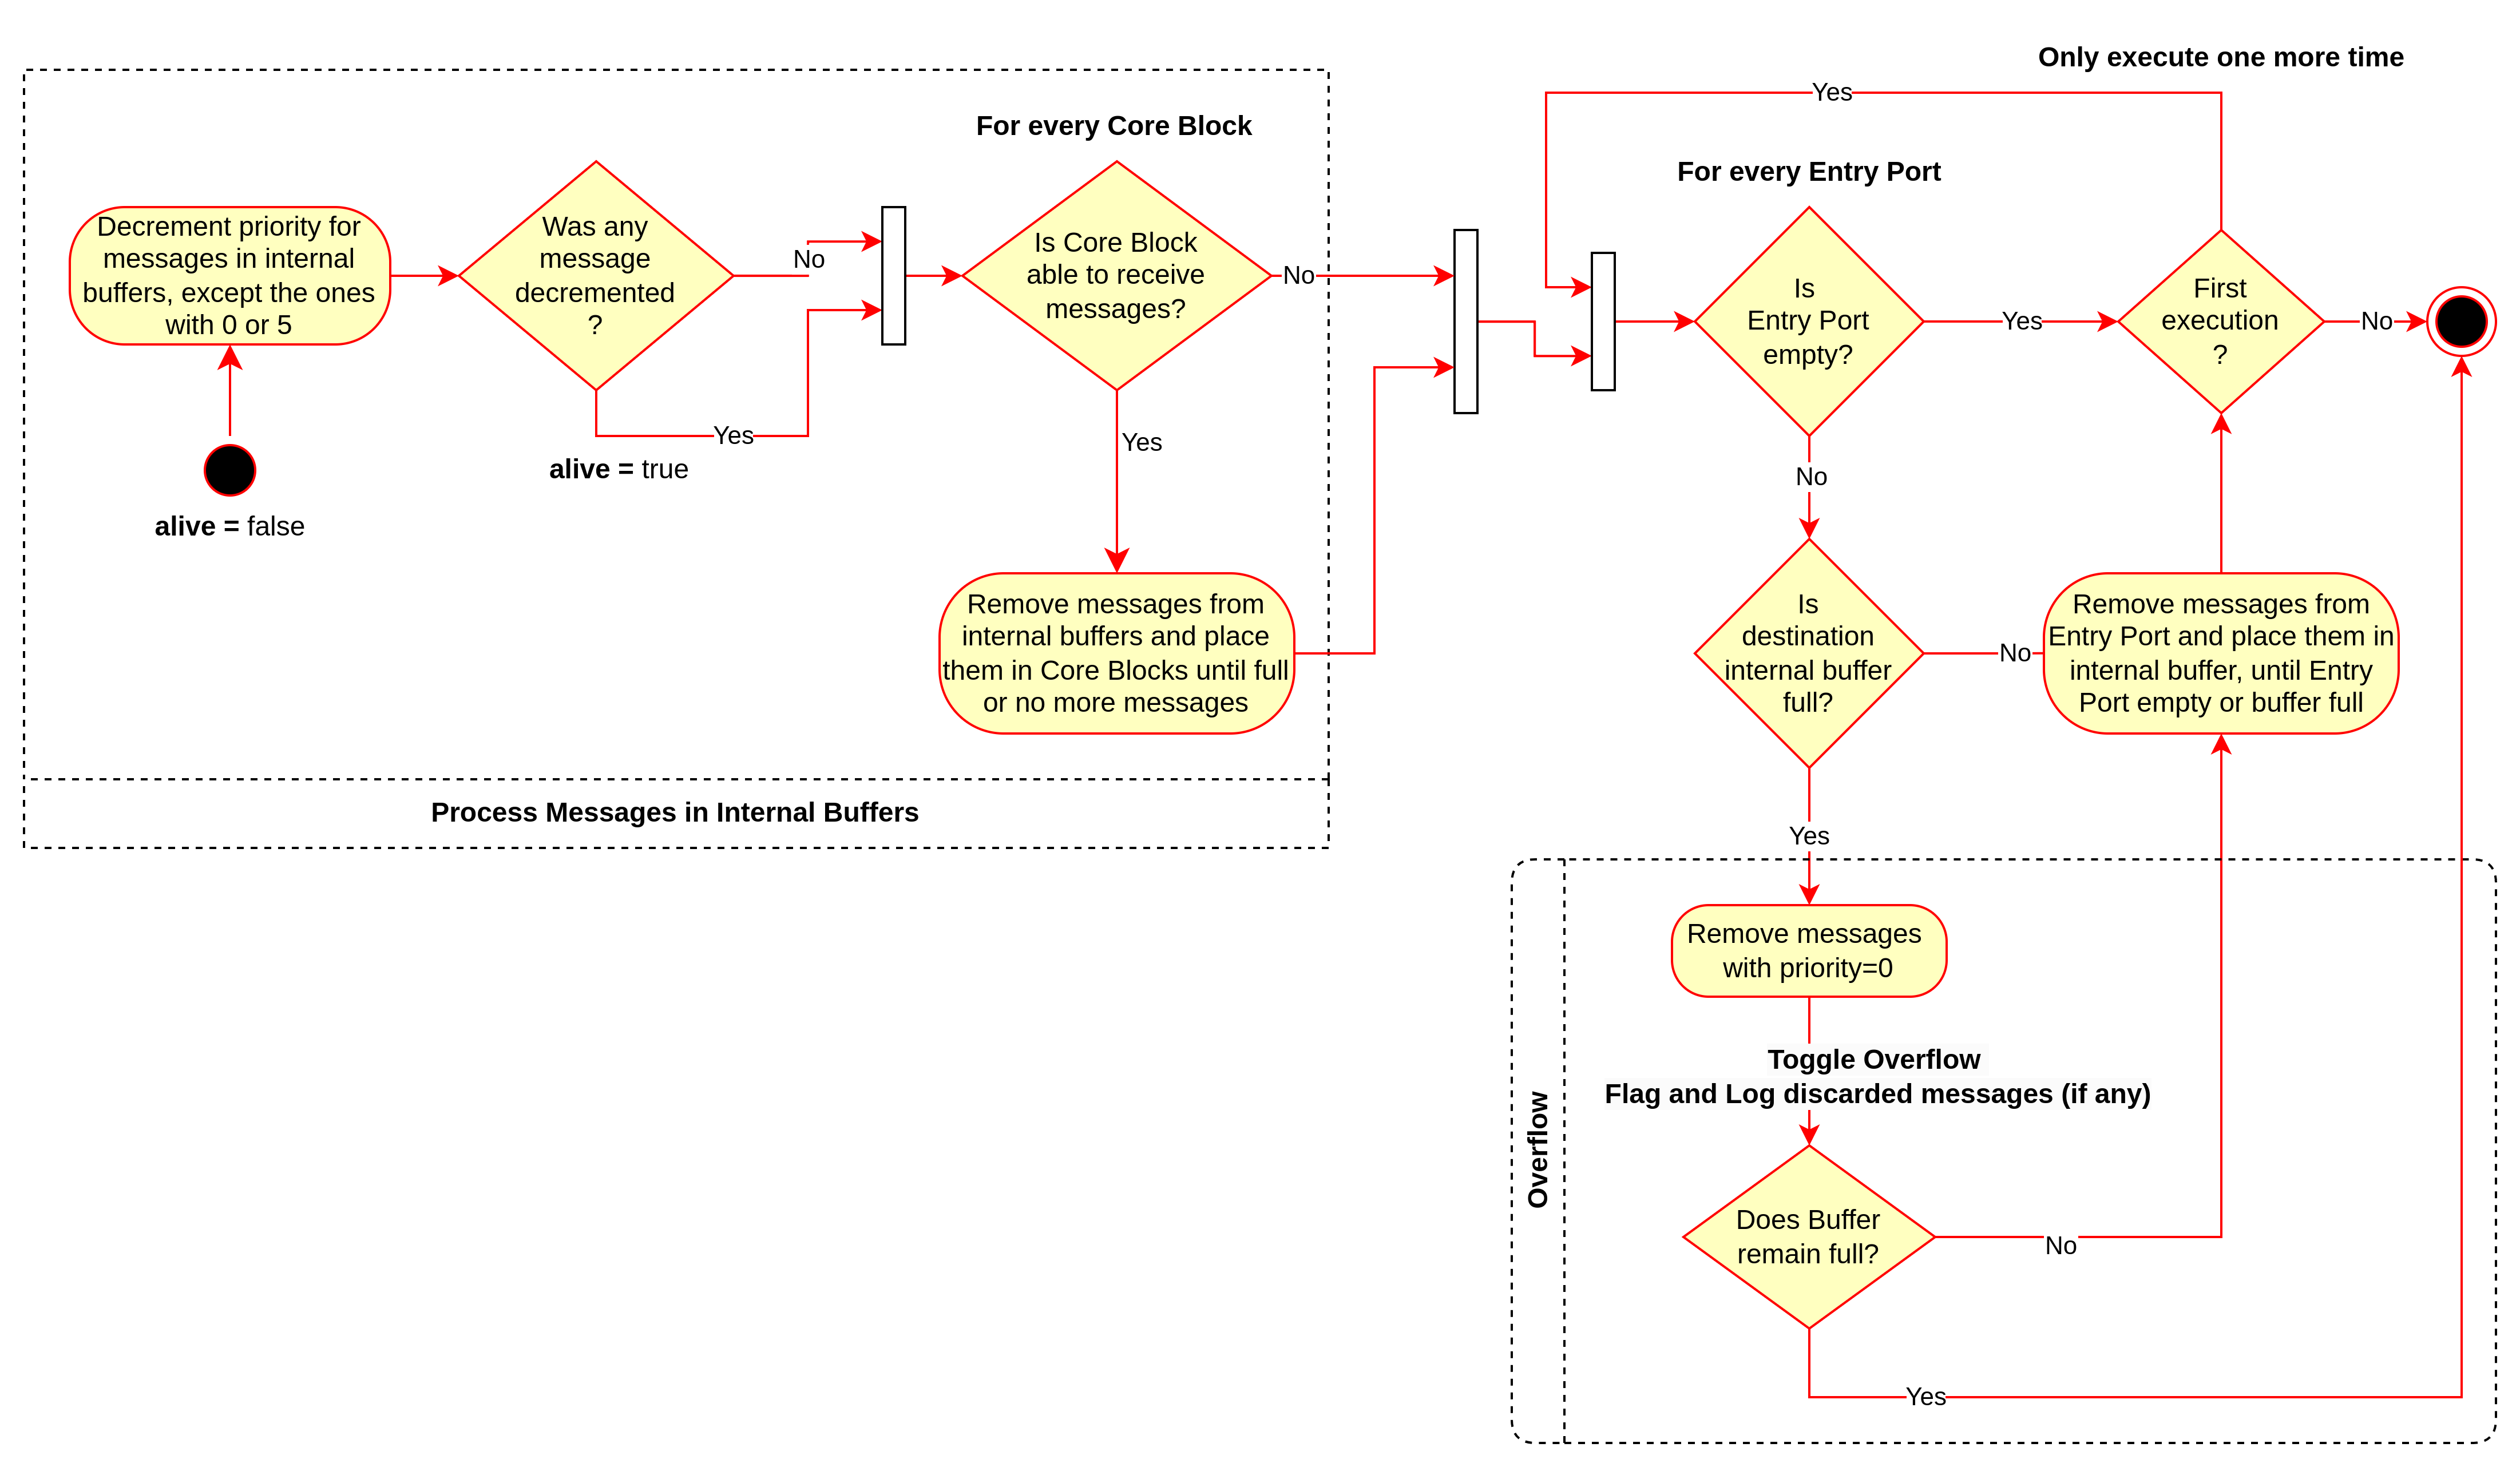 Only execute one more time
Yes
For every Core Block
For every Entry Port
Decrement priority for
messages in internal
buffers, except the ones
with 0 or 5
Was any
message
decremented
?
No
Yes
alive = true
alive = false
Is Core Block
able to receive
messages?
No
Yes
Remove messages from
internal buffers and place
them in Core Blocks until full
or no more messages
Process Messages in Internal Buffers
Is
Entry Port
empty?
Yes
First
execution
?
No
No
Is
destination
internal buffer
full?
No
Remove messages from
Entry Port and place them in
internal buffer, until Entry
Port empty or buffer full
Yes
Overflow
Remove messages
with priority=0
Toggle Overflow
Flag and Log discarded messages (if any)
Does Buffer
remain full?
No
Yes